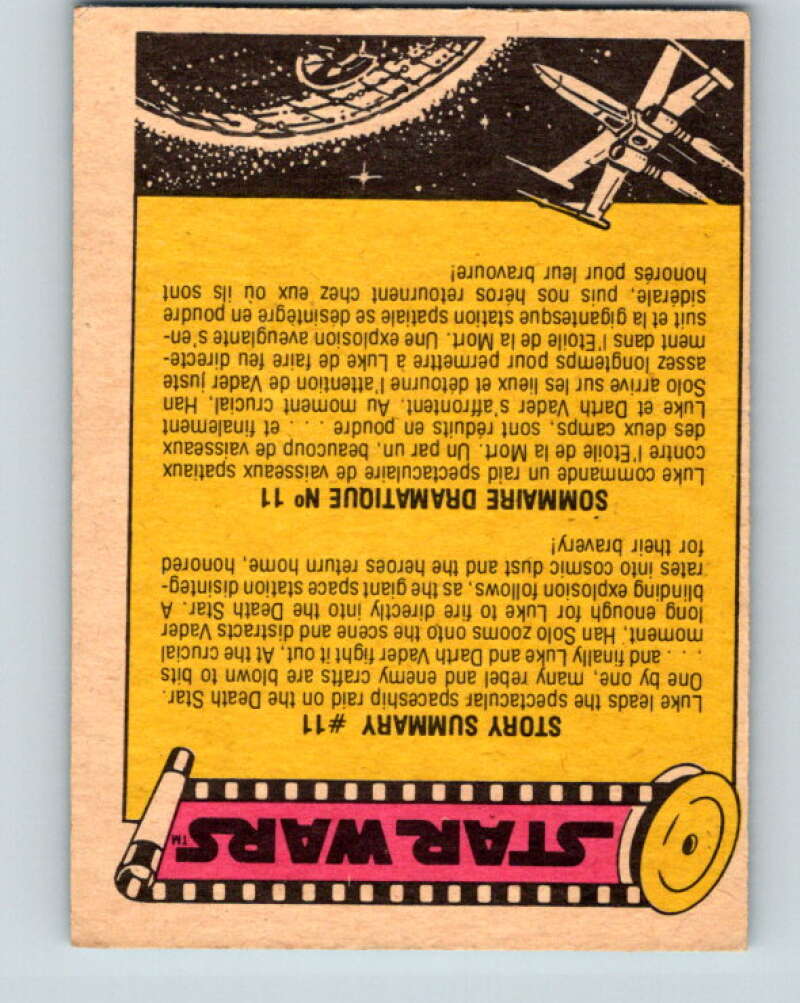 STAR WARS™
STORY SUMMARY #11
Luke leads the spectacular spaceship raid on the Death Star.
One by one, many rebel and enemy crafts are blown to bits
. . . and finally Luke and Darth Vader fight it out, At the crucial
moment, Han Solo zooms onto the scene and distracts Vader
long enough for Luke to fire directly into the Death Star. A
blinding explosion follows, as the giant space station disinteg-
rates into cosmic dust and the heroes return home, honored
for their bravery!
SOMMAIRE DRAMATIQUE Nº 11
Luke commande un raid spectaculaire de vaisseaux spatiaux
contre l'Etoile de la Mort. Un par un, beaucoup de vaisseaux
des deux camps, sont réduits en poudre . . . . et finalement
Luke et Darth Vader s'affrontent. Au moment crucial, Han
Solo arrive sur les lieux et détourne l'attention de Vader juste
assez longtemps pour permettre à Luke de faire feu directe-
ment dans l'Etoile de la Mort. Une explosion aveuglante s'en-
suit et la gigantesque station spatiale se désintègre en poudre
sidérale, puis nos héros retournent chez eux où ils sont
honorés pour leur bravoure!